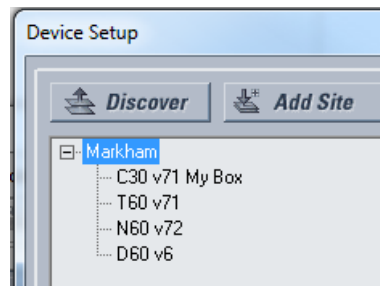 Device Setup
Discover Add Site
Markham
C30 v71 My Box
T60 v71
N60 v72
D60 v6